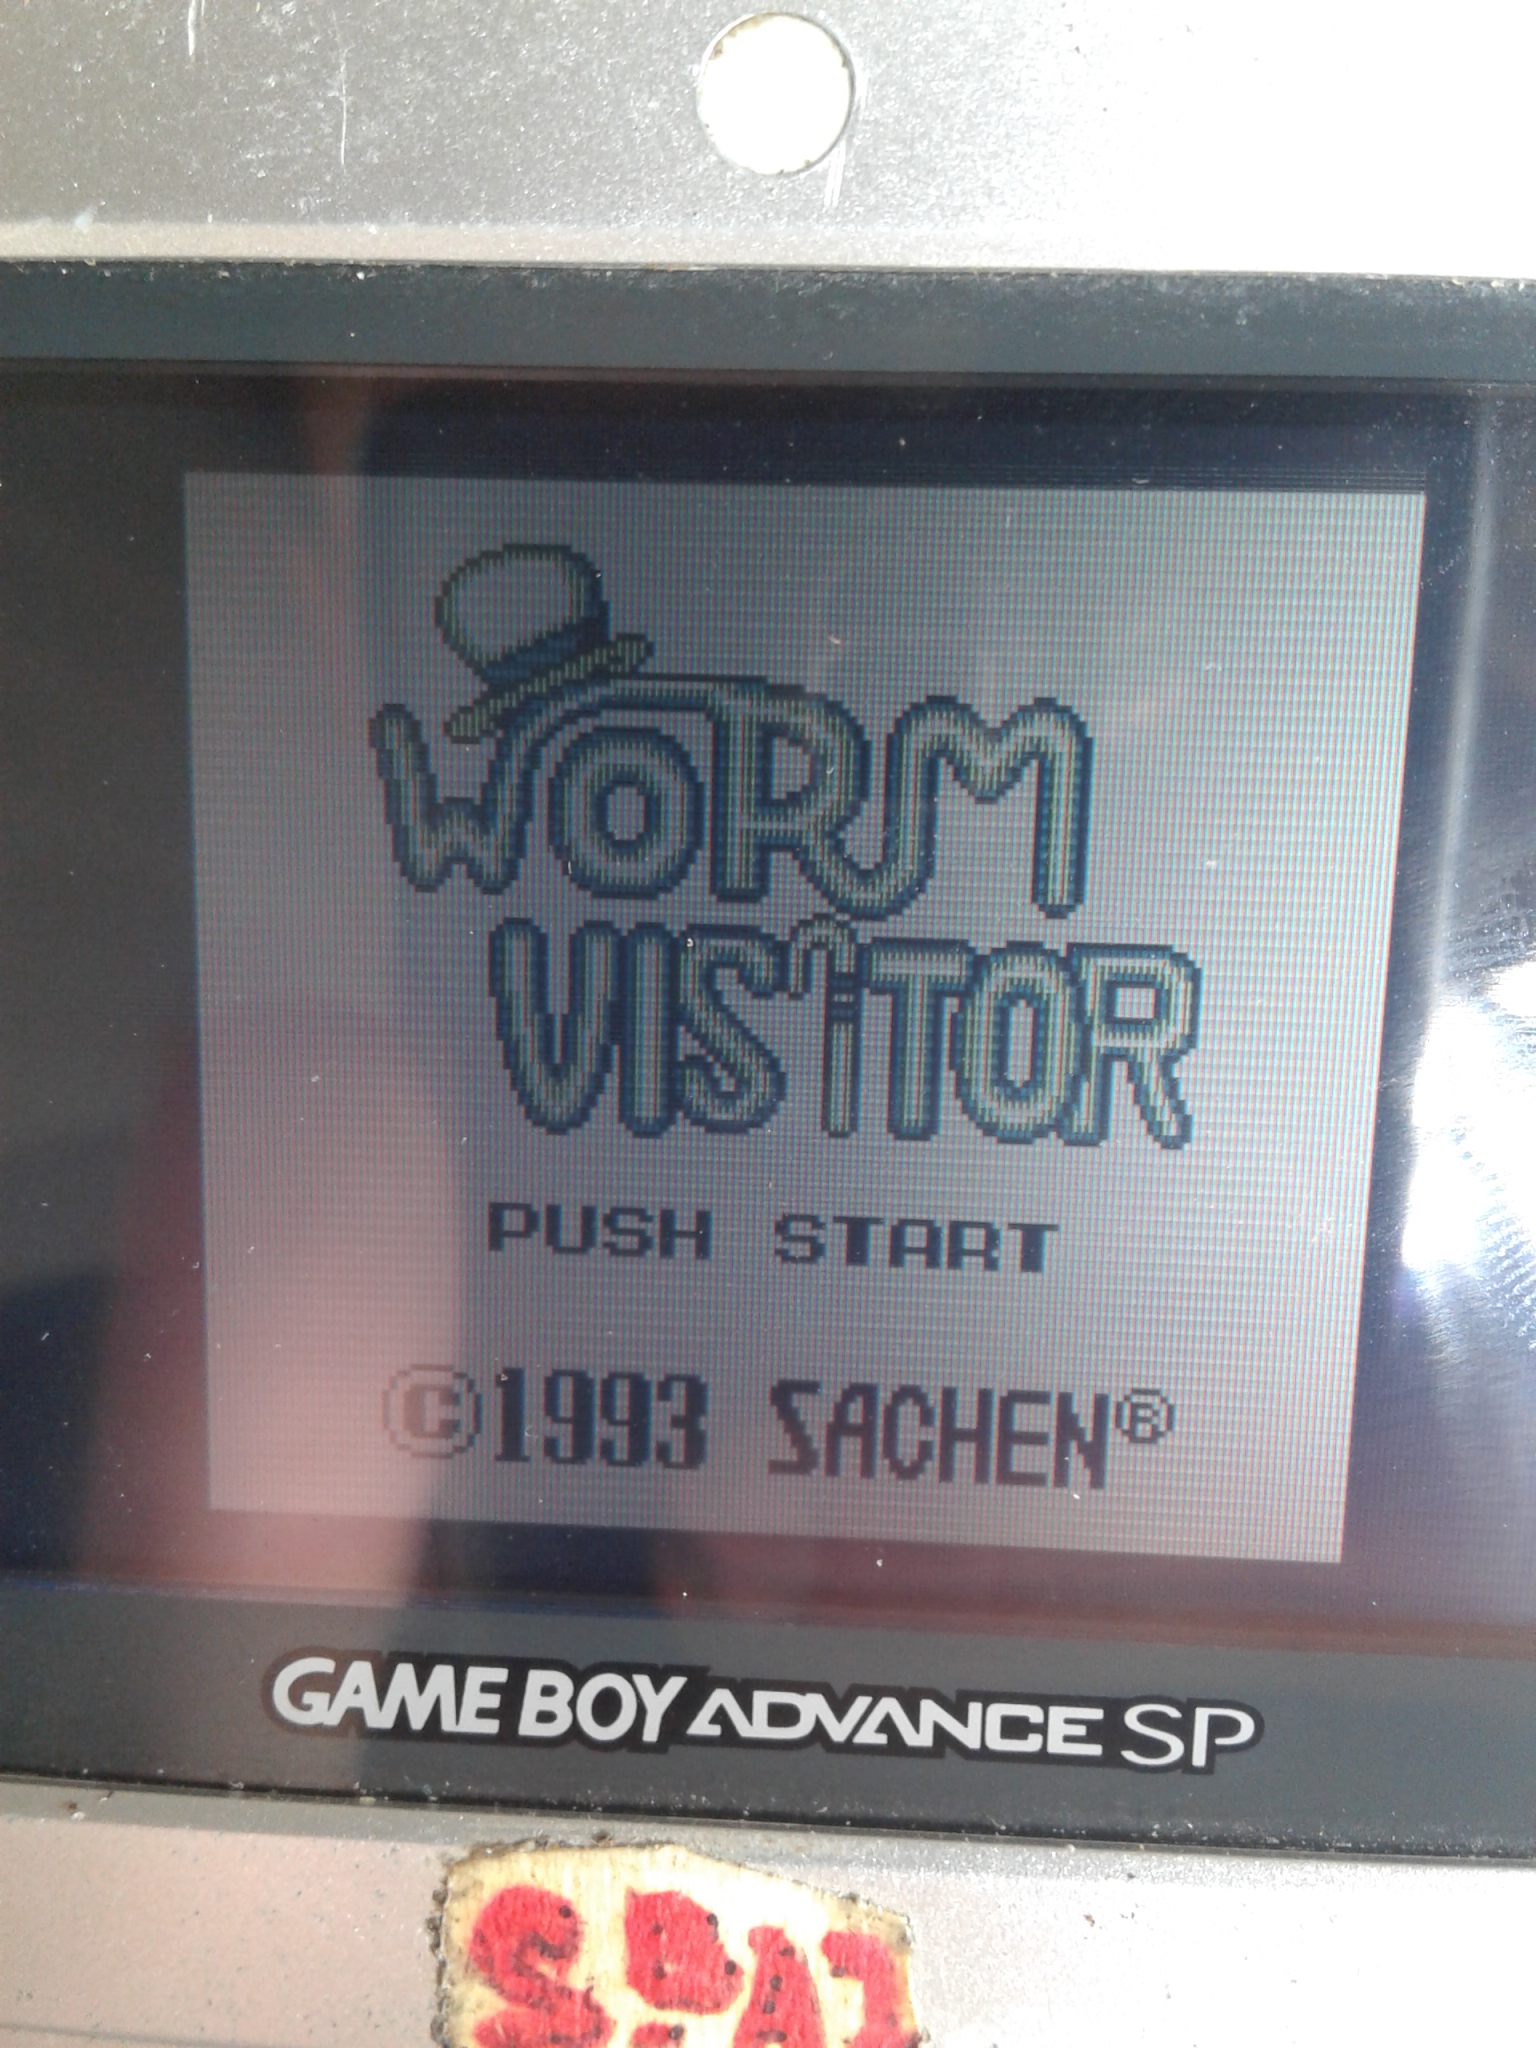 WORM
VISiTOR
PUSH START
©1993 SACHEN®
GAME BOY ADVANCE SP